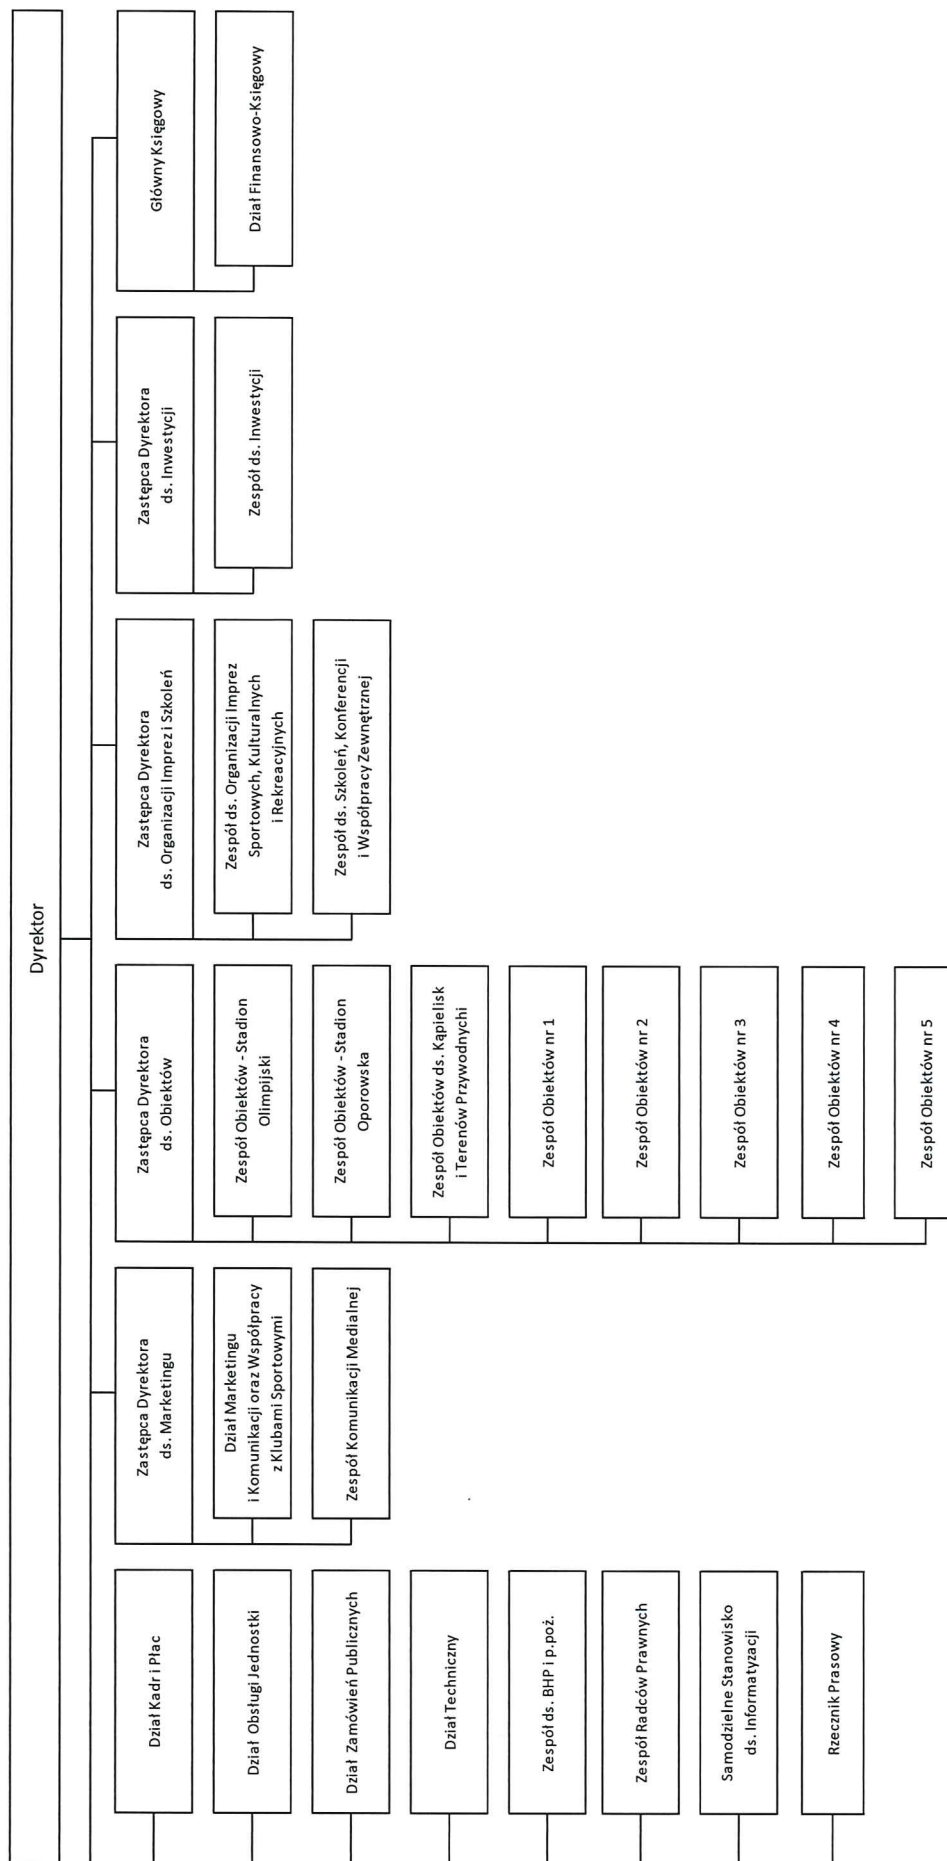 Dyrektor
Dział Kadr i Płac
Dział Obsługi Jednostki
Dział Zamówień Publicznych
Dział Techniczny
Zespół ds. BHP i p.poż.
Zespół Radców Prawnych
Samodzielne Stanowisko
ds. Informatyzacji
Rzecznik Prasowy
Zastępca Dyrektora
ds. Marketingu
Dział Marketingu
i Komunikacji oraz Współpracy
z Klubami Sportowymi
Zespół Komunikacji Medialnej
Zastępca Dyrektora
ds. Obiektów
Zespół Obiektów - Stadion
Olimpijski
Zespół Obiektów - Stadion
Oporowska
Zespół Obiektów ds. Kąpielisk
i Terenów Przywodnychi
Zespół Obiektów nr 1
Zespół Obiektów nr 2
Zespół Obiektów nr 3
Zespół Obiektów nr 4
Zespół Obiektów nr 5
Zastępca Dyrektora
ds. Organizacji Imprez i Szkoleń
Zespół ds. Organizacji Imprez
Sportowych, Kulturalnych
i Rekreacyjnych
Zespół ds. Szkoleń, Konferencji
i Współpracy Zewnętrznej
Zastępca Dyrektora
ds. Inwestycji
Zespół ds. Inwestycji
Główny Księgowy
Dział Finansowo-Księgowy